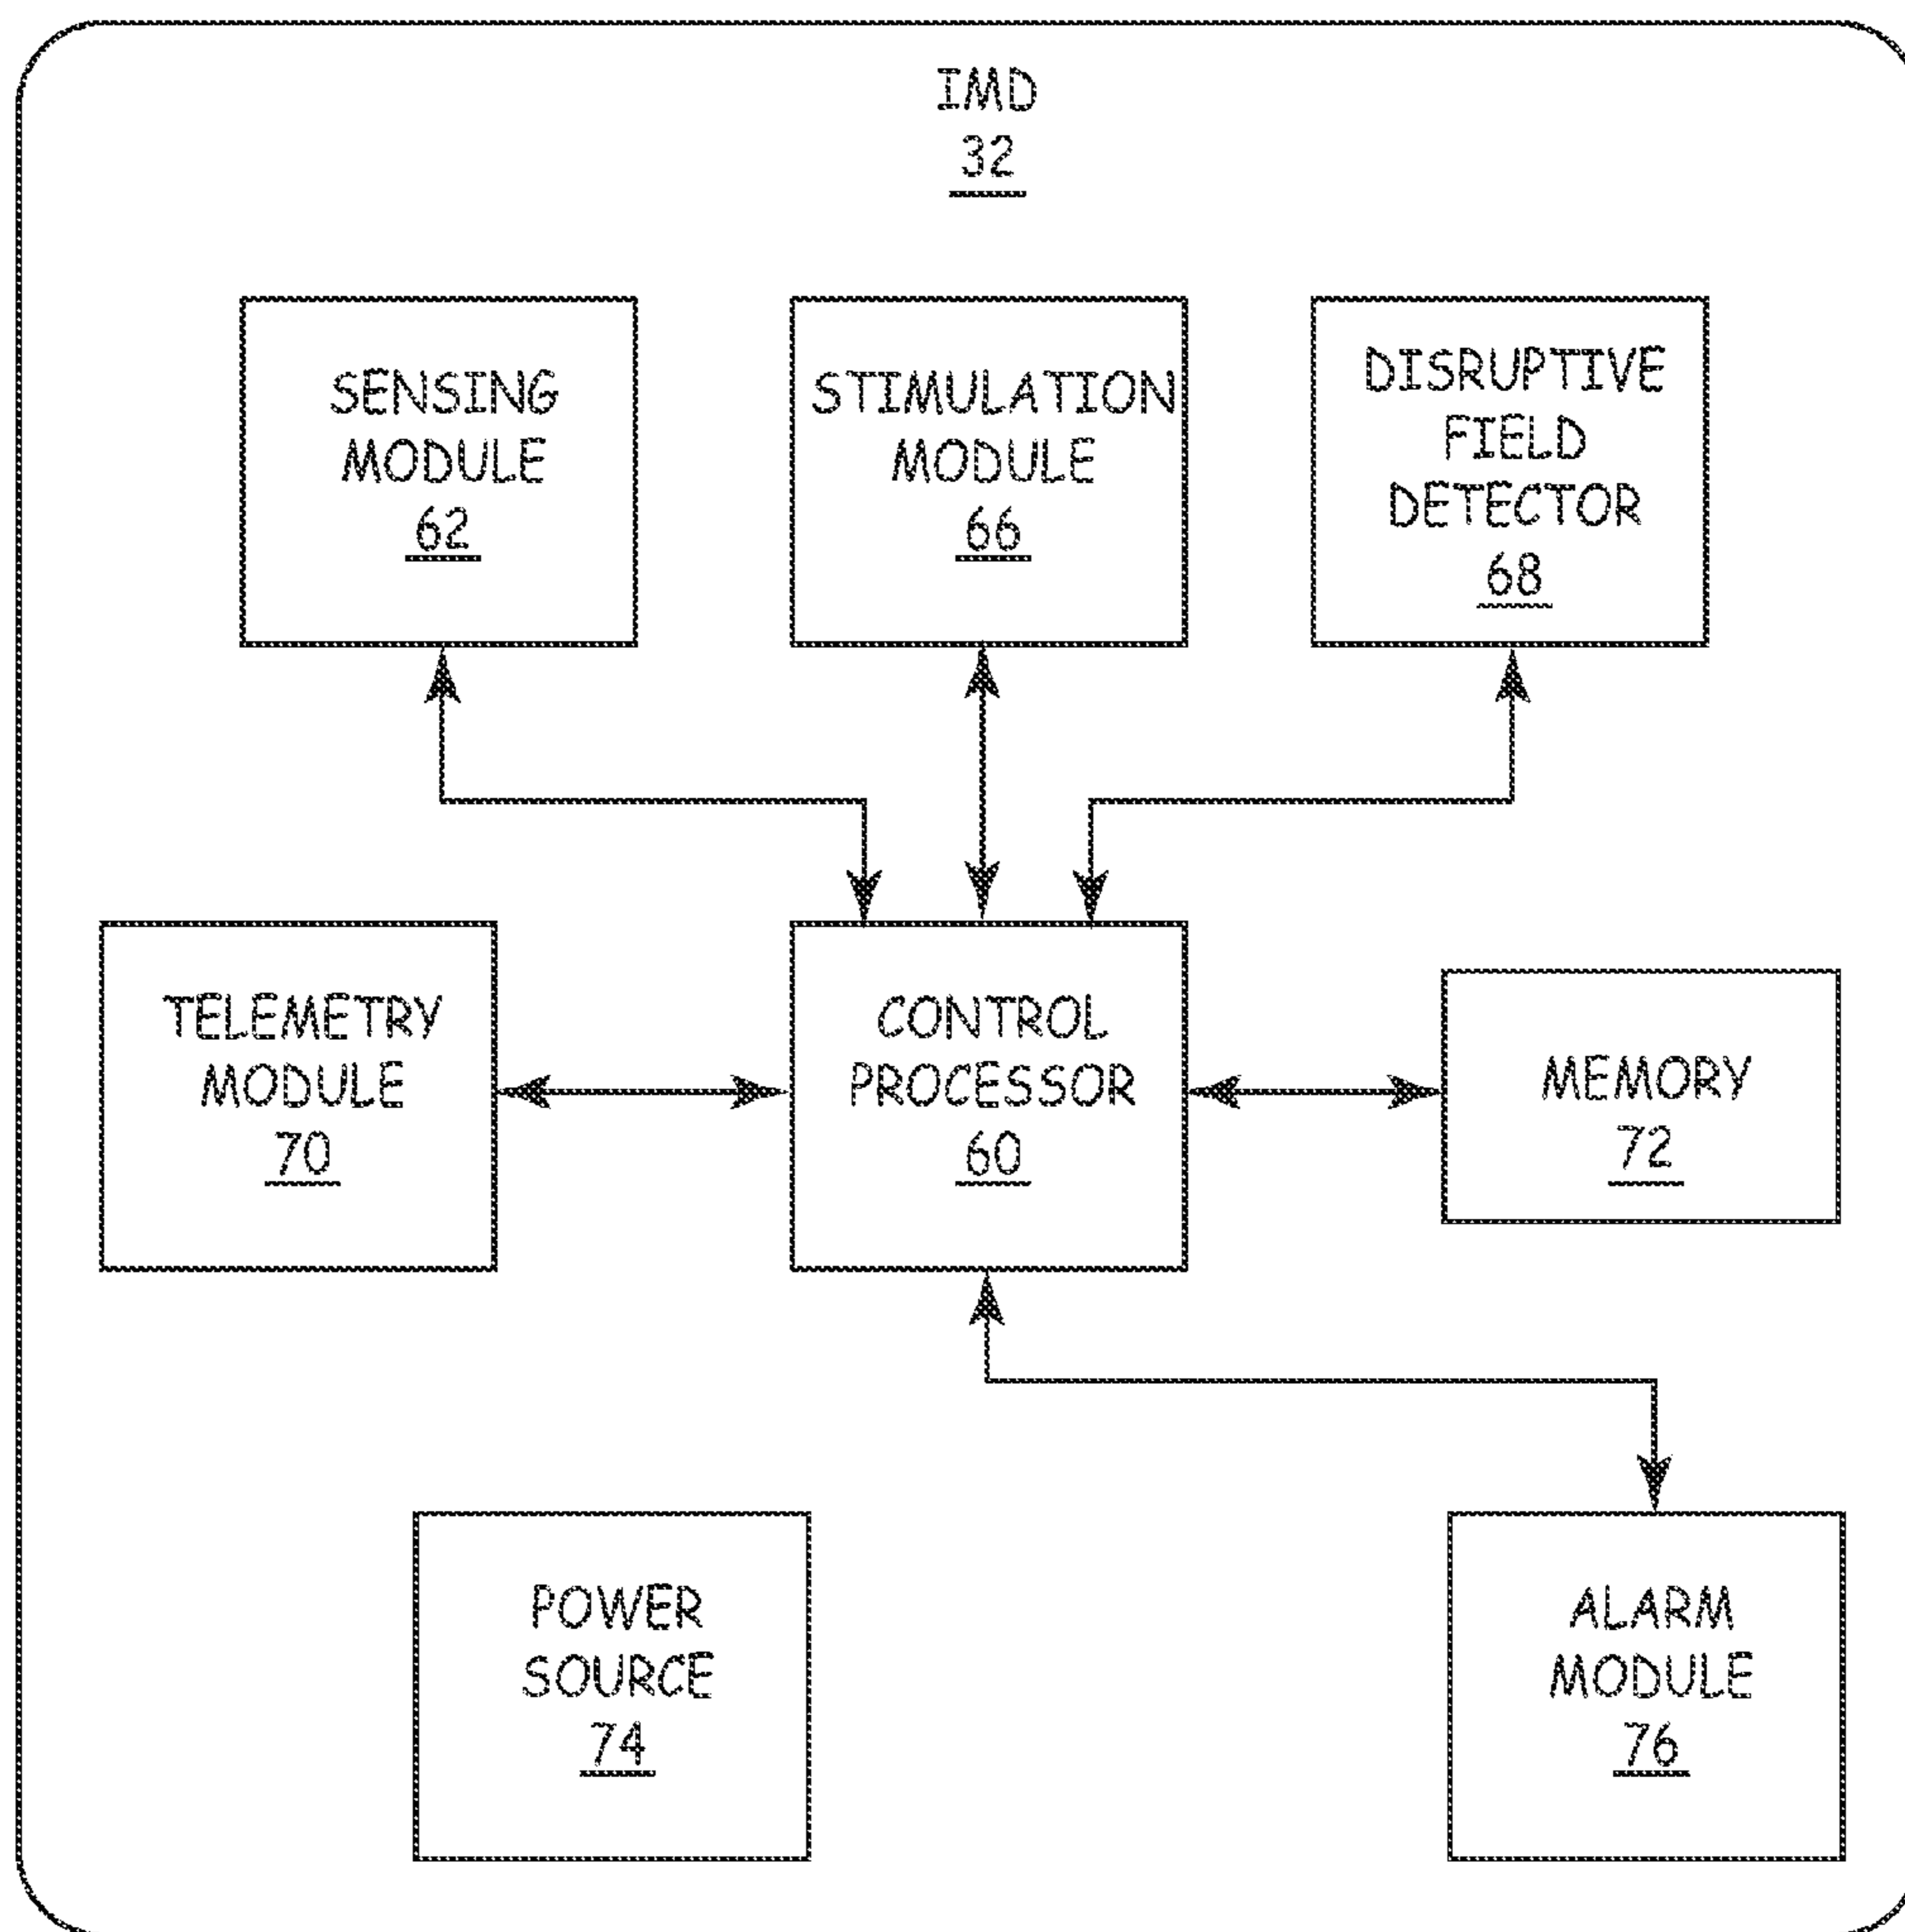 IMD
32
SENSING
MODULE
62
STIMULATION
MODULE
66
DISRUPTIVE
FIELD
DETECTOR
68
TELEMETRY
MODULE
70
CONTROL
PROCESSOR
60
MEMORY
72
POWER
SOURCE
74
ALARM
MODULE
76